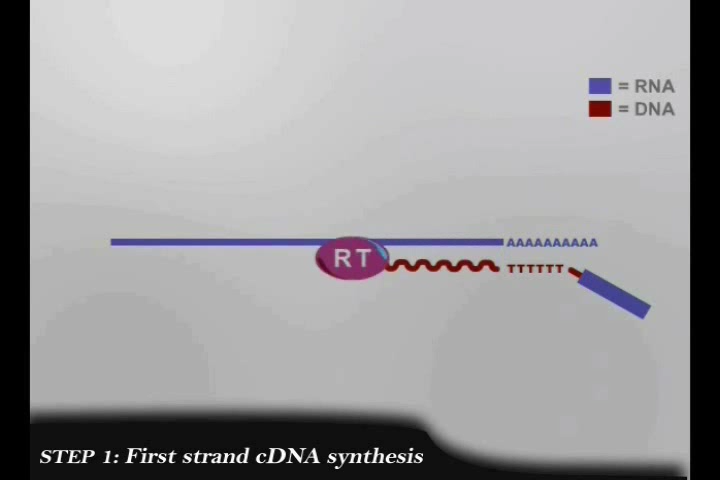 = RNA
= DNA
AAAAAAAAAA
RT
TTTTTT
STEP 1: First strand cDNA synthesis